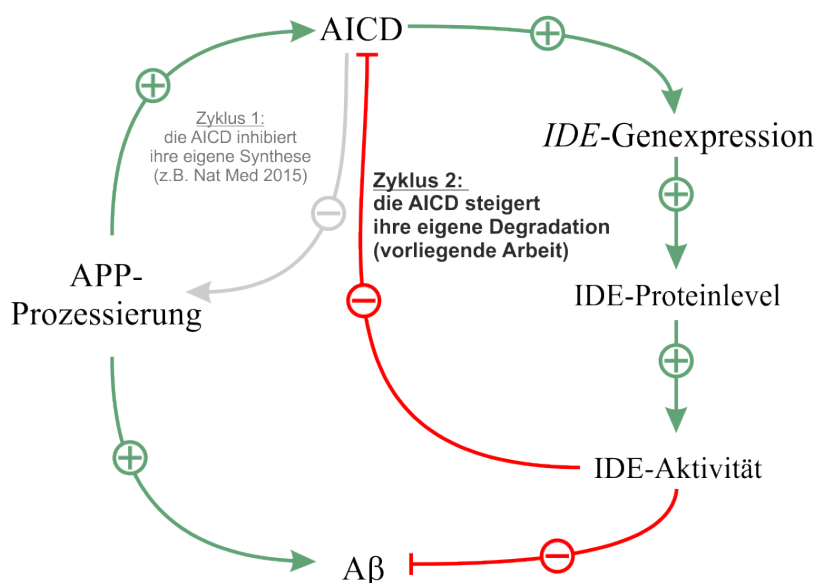 AICD
+
+
Zyklus 1:
die AICD inhibiert
ihre eigene Synthese
(z.B. Nat Med 2015)
−
IDE-Genexpression
+
Zyklus 2:
die AICD steigert
ihre eigene Degradation
(vorliegende Arbeit)
APP-
Prozessierung
−
IDE-Proteinlevel
+
+
IDE-Aktivität
−
Aβ